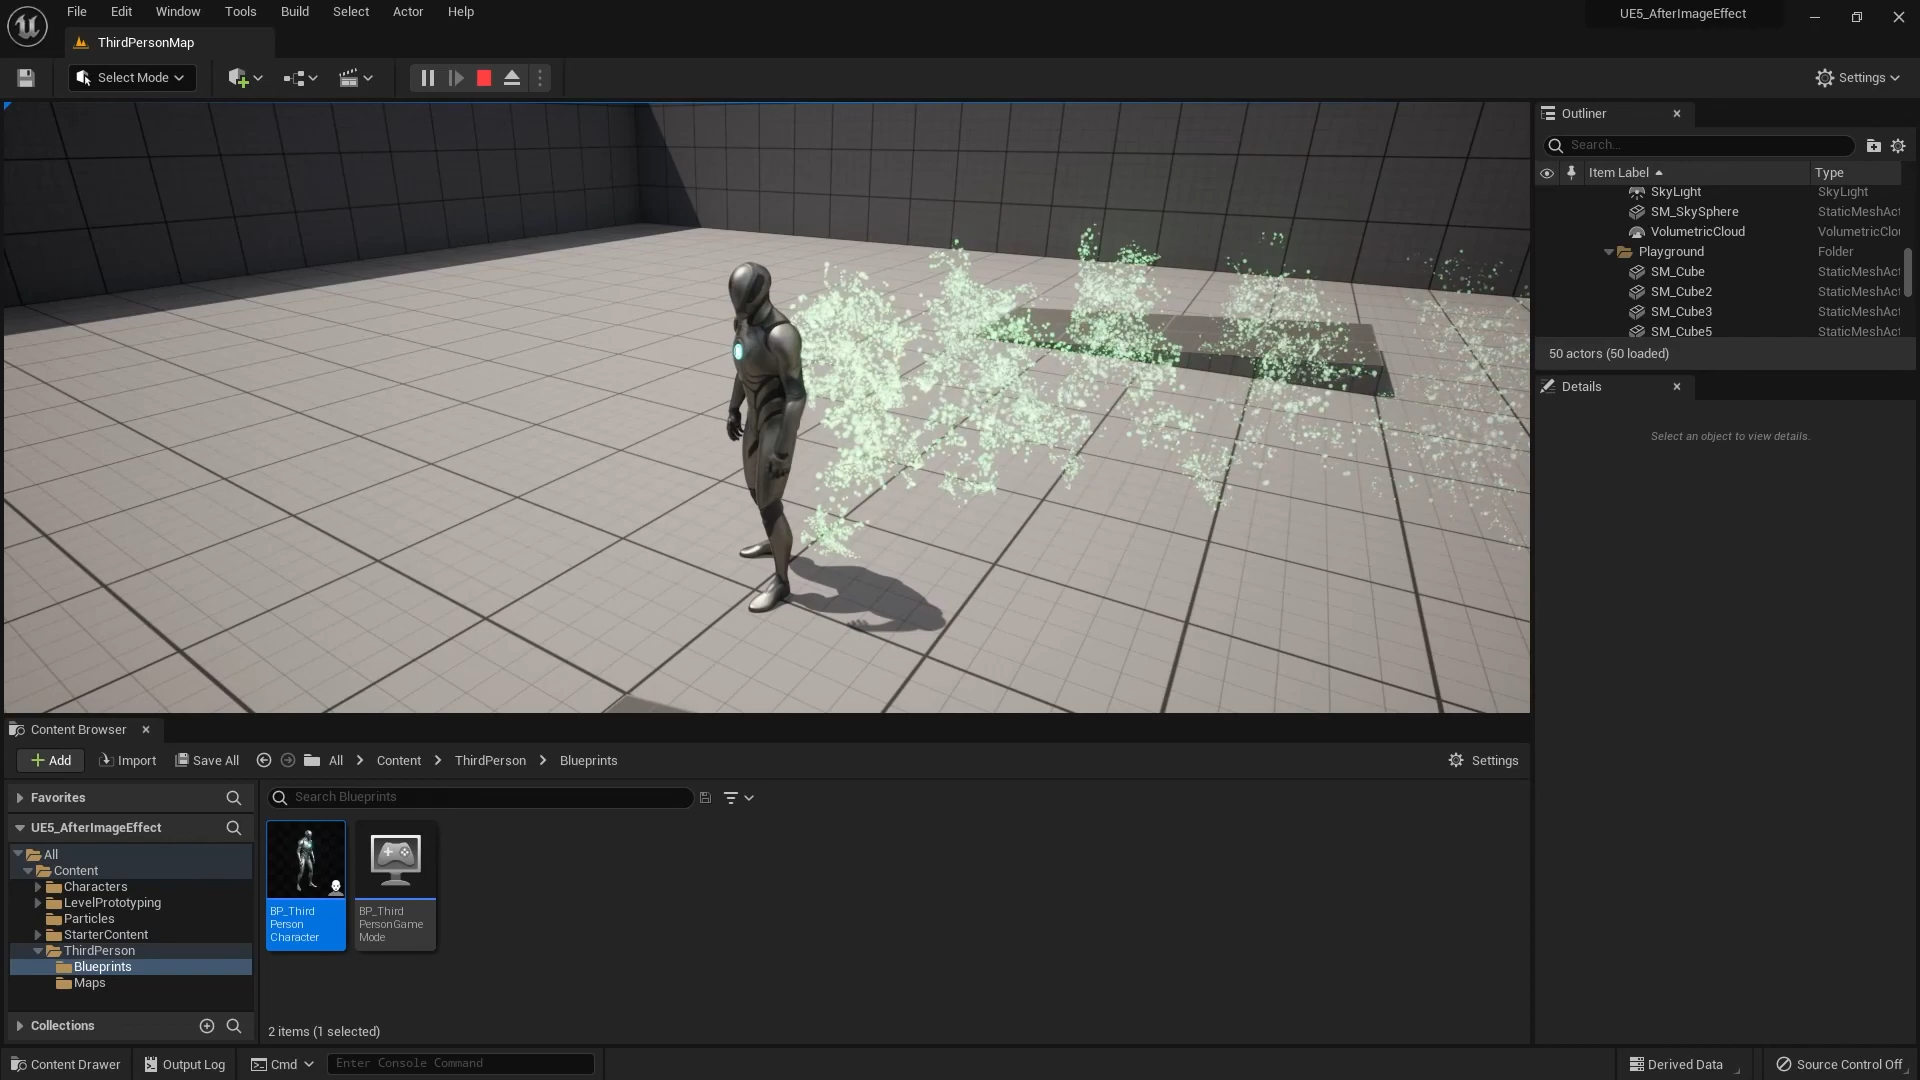 File Edit Window Tools Build Select Actor Help
UE5_AfterImageEffect
ThirdPersonMap
Select Mode
Settings
Outliner
Search...
Item Label Type
SkyLight SkyLight
SM_SkySphere StaticMeshAct
VolumetricCloud VolumetricClou
Playground Folder
SM_Cube StaticMeshAct
SM_Cube2 StaticMeshAct
SM_Cube3 StaticMeshAct
SM_Cube5 StaticMeshAct
50 actors (50 loaded)
Details
Select an object to view details.
Content Browser
Add Import Save All All Content ThirdPerson Blueprints Settings
Favorites
Search Blueprints
UE5_AfterImageEffect
All
Content
Characters
LevelPrototyping
Particles
StarterContent
ThirdPerson
Blueprints
Maps
Collections
BP_Third
Person
Character
BP_Third
PersonGame
Mode
2 items (1 selected)
Content Drawer Output Log Cmd Enter Console Command Derived Data Source Control Off